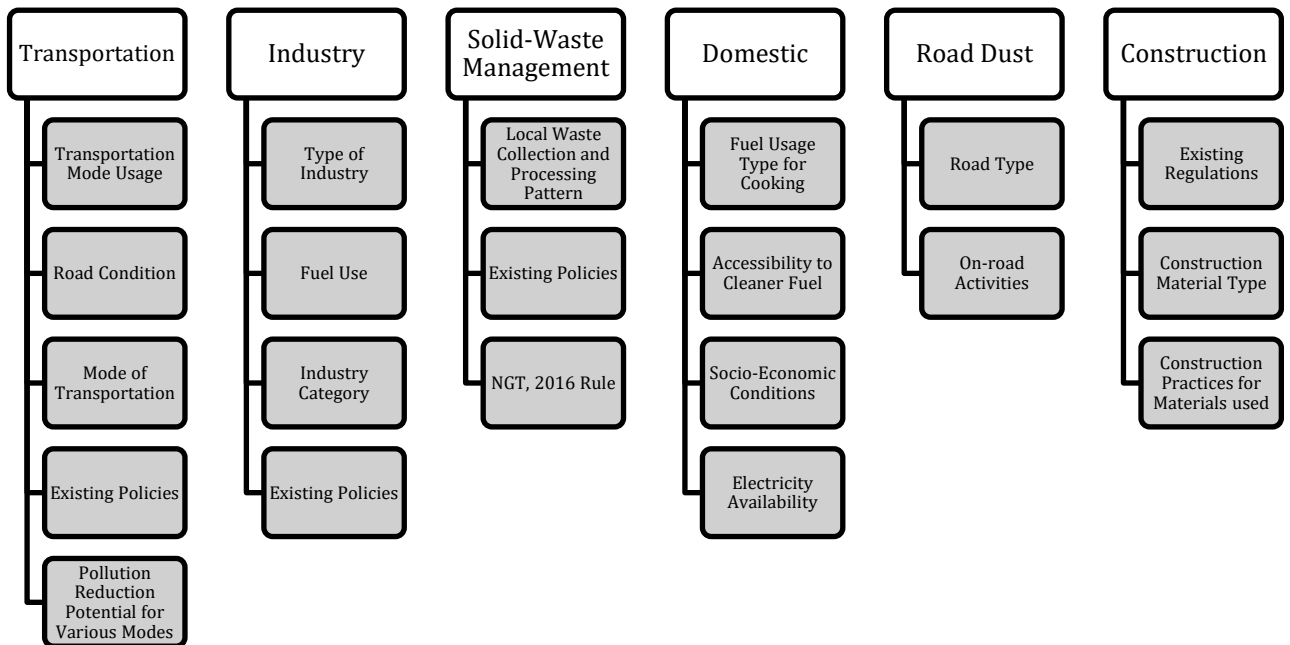 Transportation
Transportation
Mode Usage
Road Condition
Mode of
Transportation
Existing Policies
Pollution
Reduction
Potential for
Various Modes
Industry
Type of
Industry
Fuel Use
Industry
Category
Existing Policies
Solid-Waste
Management
Local Waste
Collection and
Processing
Pattern
Existing Policies
NGT, 2016 Rule
Domestic
Fuel Usage
Type for
Cooking
Accessibility to
Cleaner Fuel
Socio-Economic
Conditions
Electricity
Availability
Road Dust
Road Type
On-road
Activities
Construction
Existing
Regulations
Construction
Material Type
Construction
Practices for
Materials used